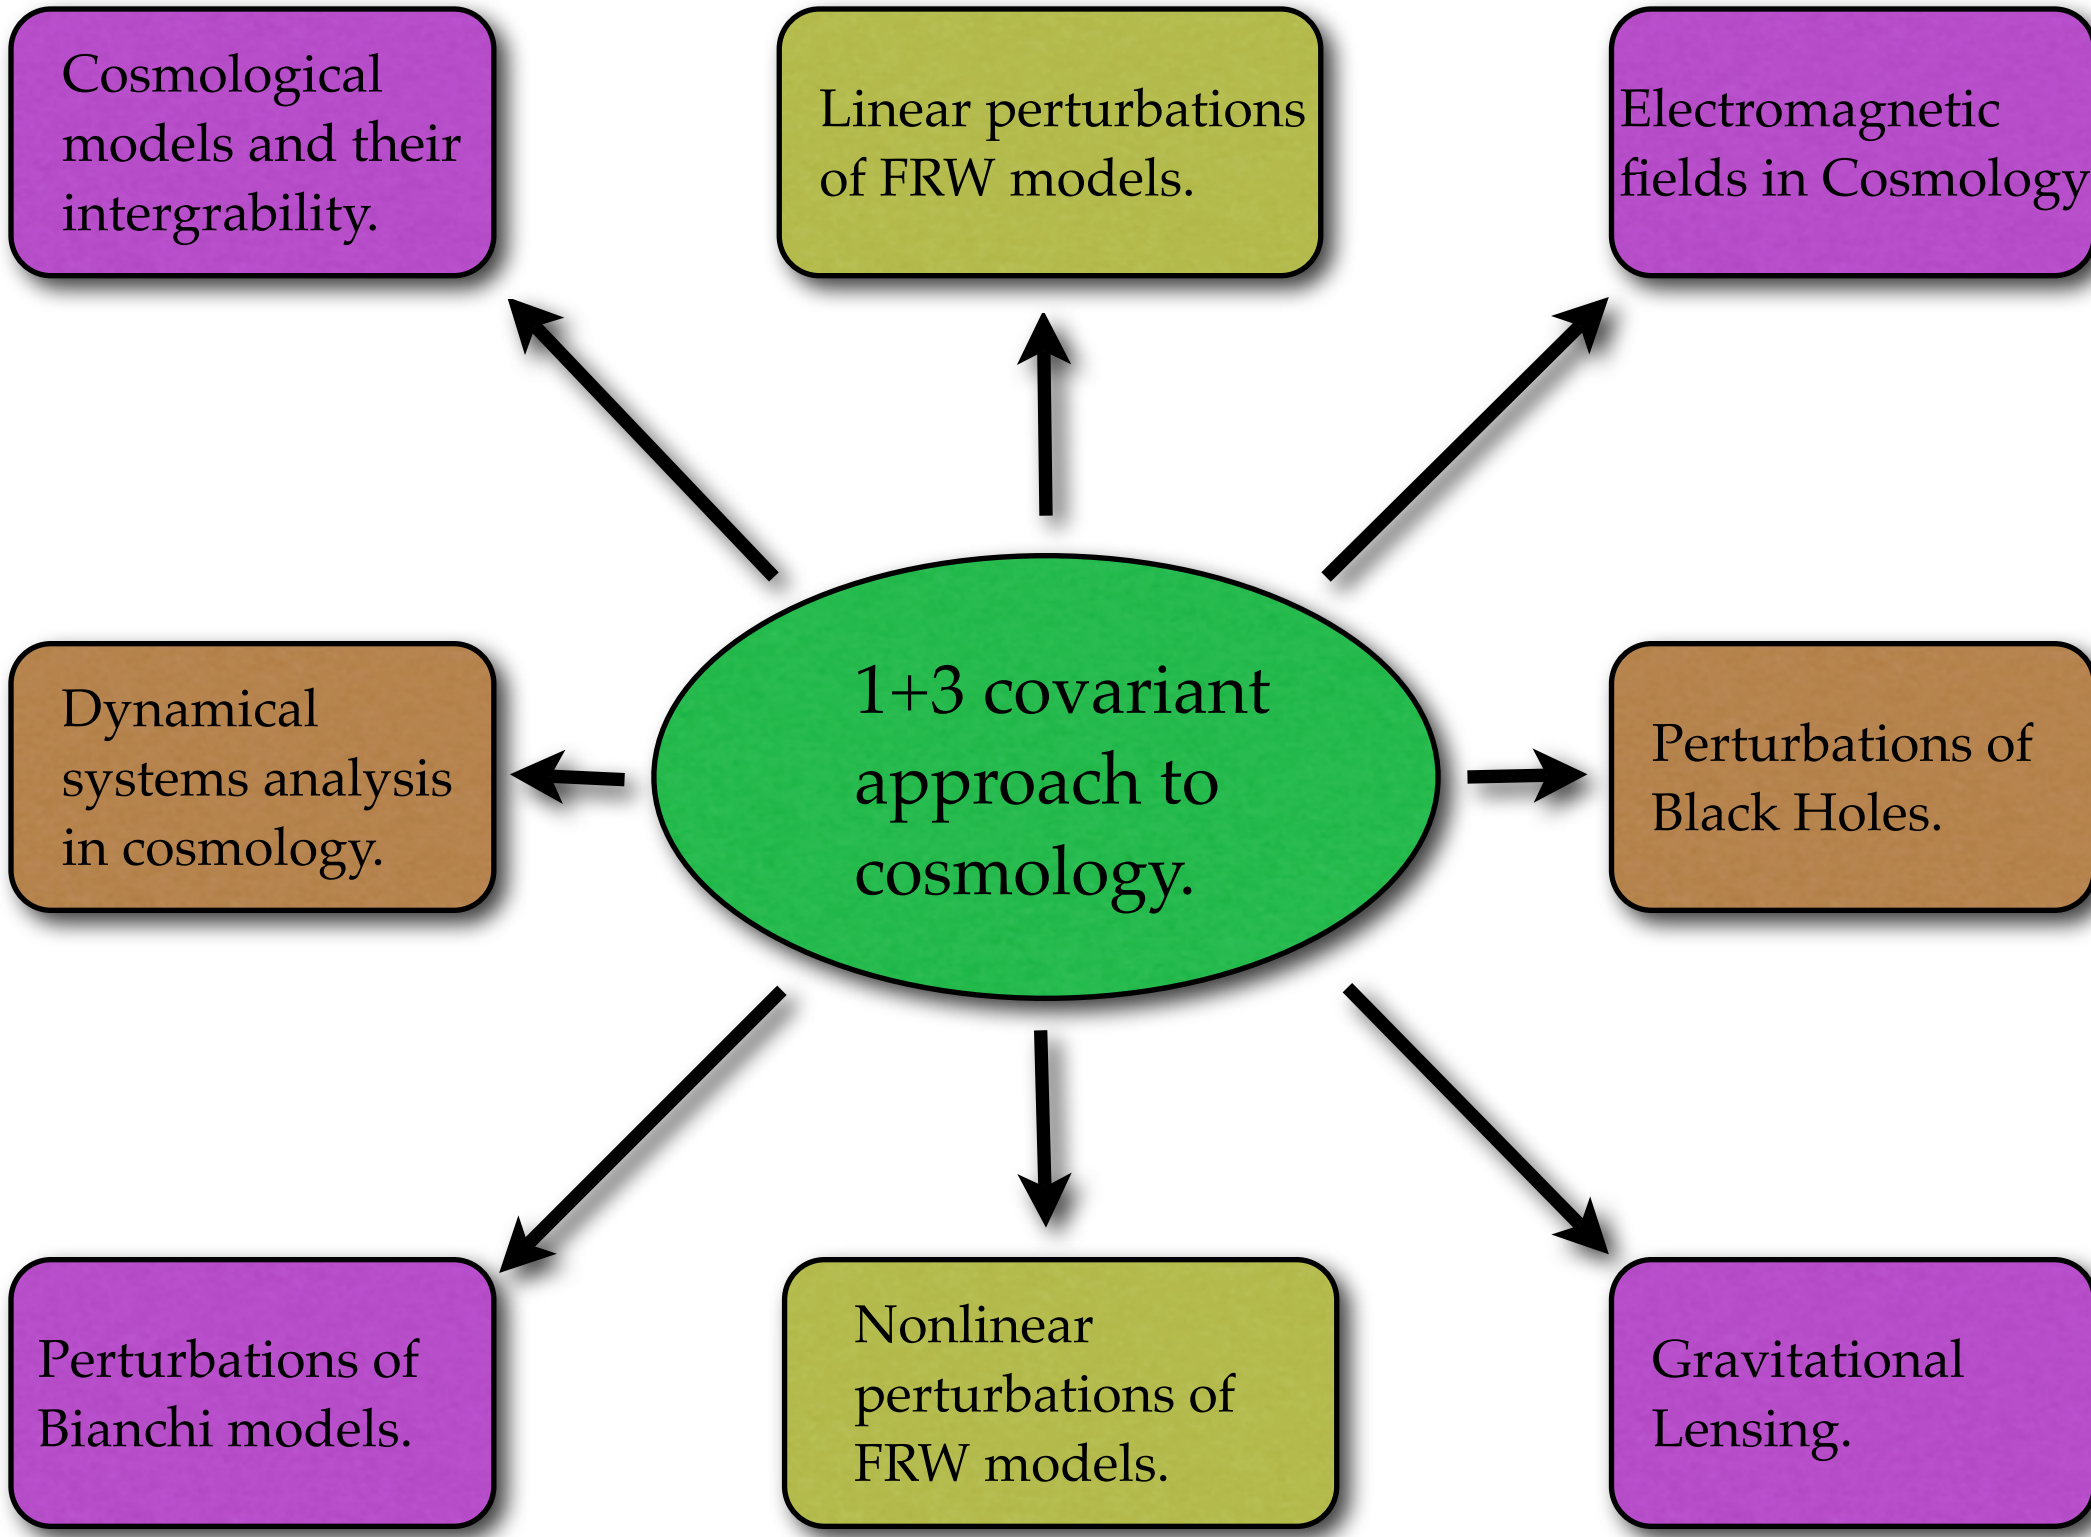 Cosmological
models and their
intergrability.
Linear perturbations
of FRW models.
Electromagnetic
fields in Cosmology
Dynamical
systems analysis
in cosmology.
1+3 covariant
approach to
cosmology.
Perturbations of
Black Holes.
Perturbations of
Bianchi models.
Nonlinear
perturbations of
FRW models.
Gravitational
Lensing.